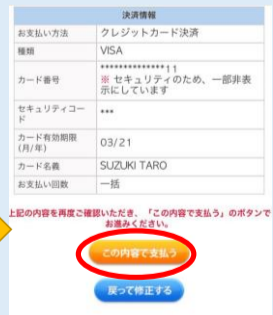 決済情報
お支払い方法 クレジットカード決済
種類 VISA
カード番号 **************11
※ セキュリティのため、一部非表
示にしています
セキュリティコー
ド ***
カード有効期限
(月/年) 03/21
カード名義 SUZUKI TARO
お支払い回数 一括
上記の内容を再度ご確認いただき、「この内容で支払う」のボタンで
お進みください。
この内容で支払う
戻って修正する